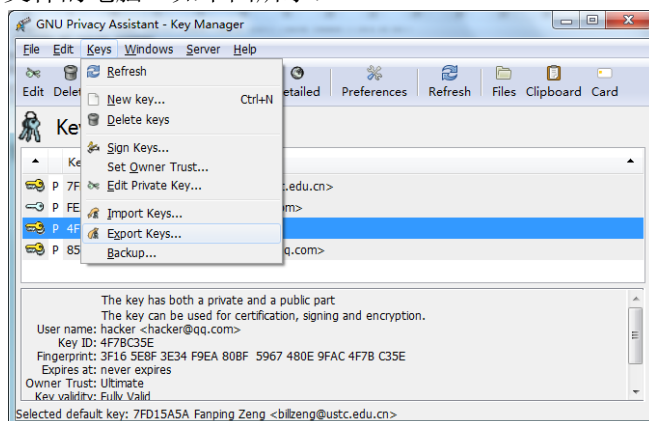 GNU Privacy Assistant - Key Manager
File Edit Keys Windows Server Help
Refresh
Edit Delet etailed Preferences Refresh Files Clipboard Card
New key... Ctrl+N
Delete keys
Ke
Sign Keys...
Set Owner Trust...
Ke
Edit Private Key...
P 7F .edu.cn>
P FE m>
Import Keys...
P 4F
Export Keys...
P 85 q.com>
Backup...
The key has both a private and a public part
The key can be used for certification, signing and encryption.
User name: hacker <hacker@qq.com>
Key ID: 4F7BC35E
Fingerprint: 3F16 5E8F 3E34 F9EA 80BF 5967 480E 9FAC 4F7B C35E
Expires at: never expires
Owner Trust: Ultimate
Key validity: Fully Valid
Selected default key: 7FD15A5A Fanping Zeng <billzeng@ustc.edu.cn>